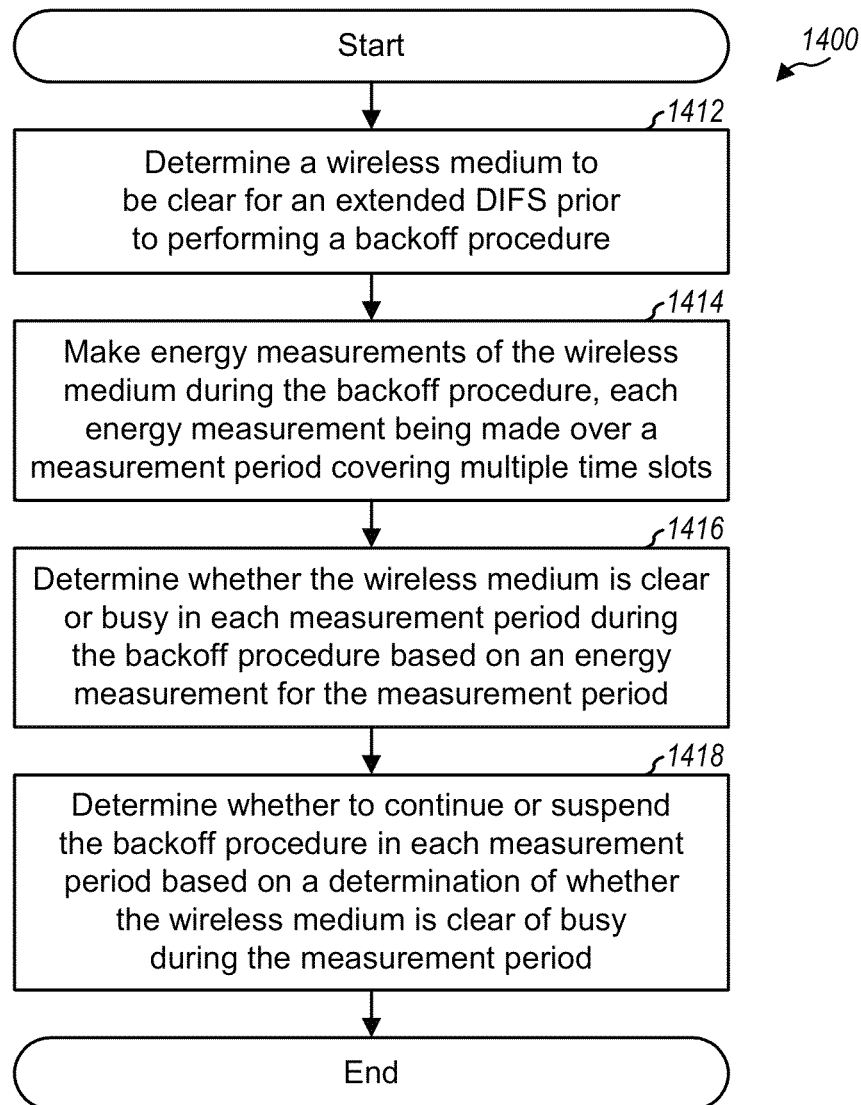 Start
1400
1412
Determine a wireless medium to
be clear for an extended DIFS prior
to performing a backoff procedure
1414
Make energy measurements of the wireless
medium during the backoff procedure, each
energy measurement being made over a
measurement period covering multiple time slots
1416
Determine whether the wireless medium is clear
or busy in each measurement period during
the backoff procedure based on an energy
measurement for the measurement period
1418
Determine whether to continue or suspend
the backoff procedure in each measurement
period based on a determination of whether
the wireless medium is clear of busy
during the measurement period
End